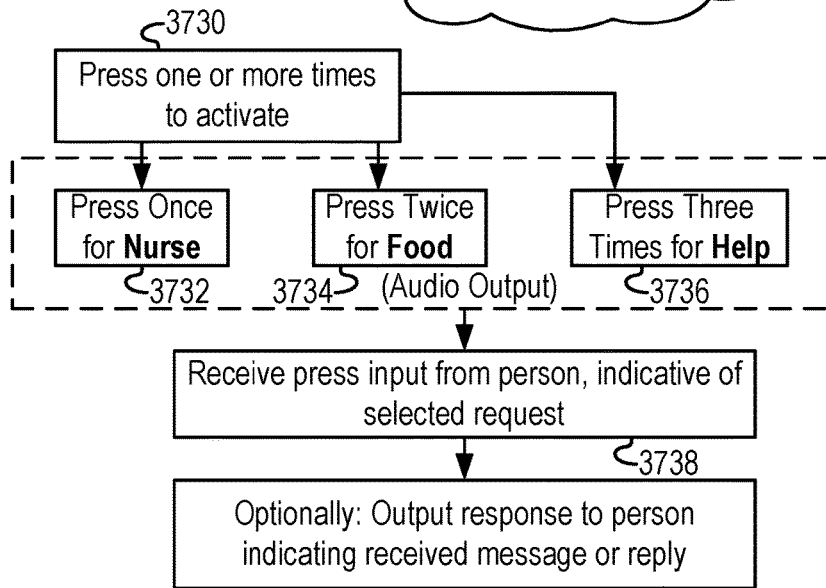 3730
Press one or more times
to activate
Press Once
for Nurse
3732
Press Twice
for Food
3734
(Audio Output)
Press Three
Times for Help
3736
Receive press input from person, indicative of
selected request
3738
Optionally: Output response to person
indicating received message or reply